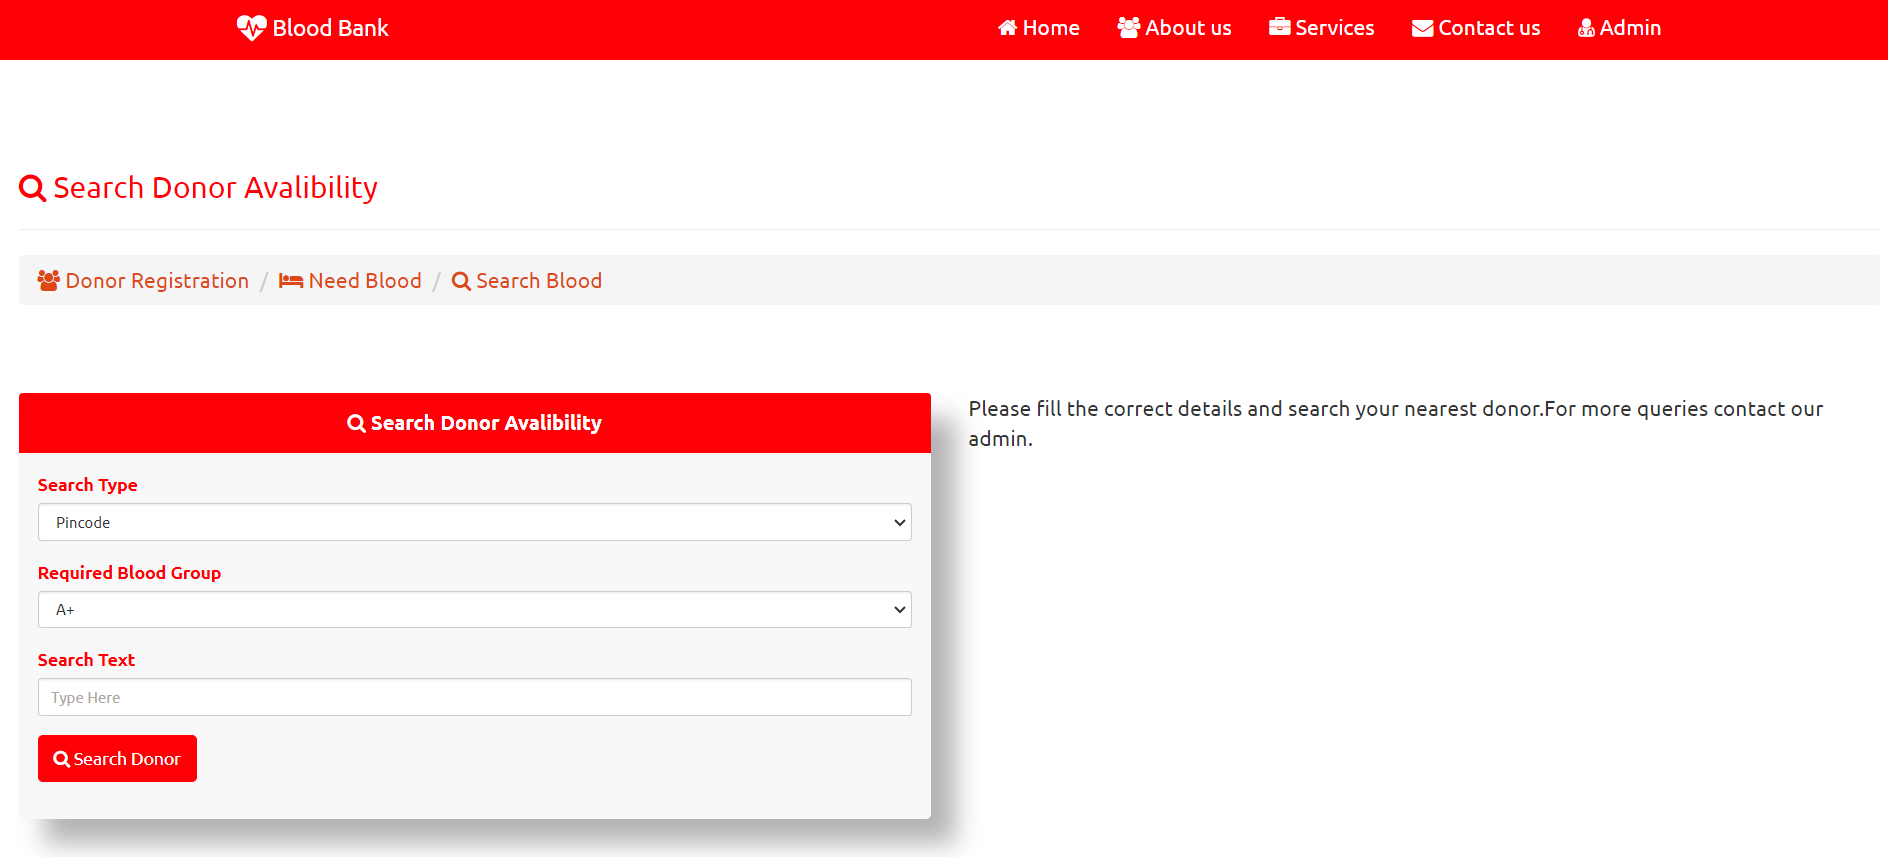 Blood Bank
Home About us Services Contact us Admin
Search Donor Avalibility
Donor Registration / Need Blood / Search Blood
Search Donor Avalibility
Search Type
Pincode
Required Blood Group
A+
Search Text
Type Here
Search Donor
Please fill the correct details and search your nearest donor.For more queries contact our
admin.